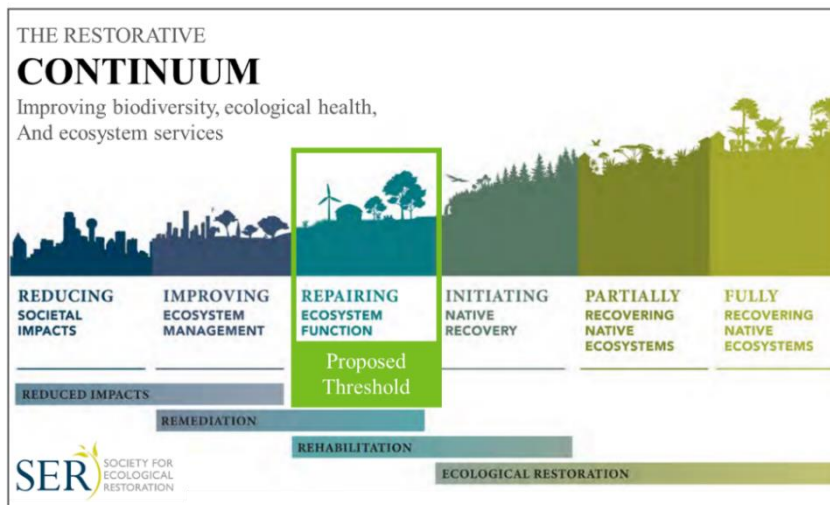 THE RESTORATIVE
CONTINUUM
Improving biodiversity, ecological health,
And ecosystem services
REDUCING
SOCIETAL
IMPACTS
IMPROVING
ECOSYSTEM
MANAGEMENT
REPAIRING
ECOSYSTEM
FUNCTION
INITIATING
NATIVE
RECOVERY
PARTIALLY
RECOVERING
NATIVE
ECOSYSTEMS
FULLY
RECOVERING
NATIVE
ECOSYSTEMS
Proposed
Threshold
REDUCED IMPACTS
REMEDIATION
REHABILITATION
ECOLOGICAL RESTORATION
SER
SOCIETY FOR
ECOLOGICAL
RESTORATION